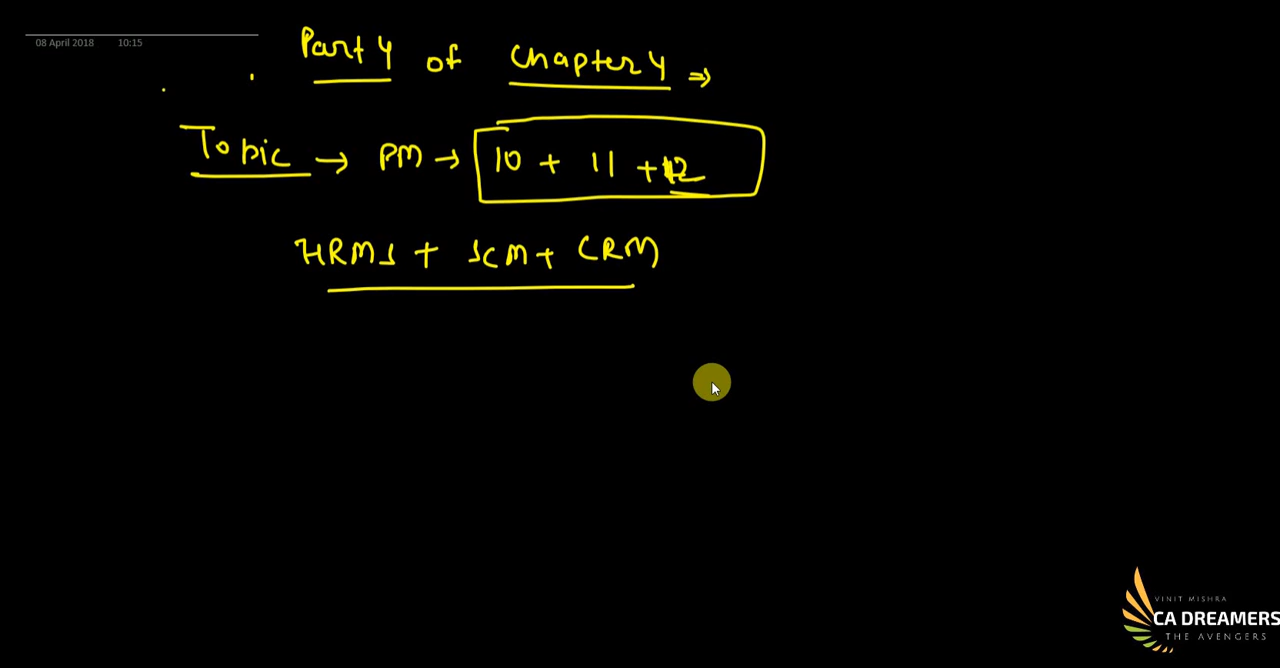 08 April 2018 10:15
Part 4 of Chapter 4 ⇒
Topic → PM → 10 + 11 + 12
HRMS + SCM + CRM
VINIT MISHRA
CA DREAMERS
THE AVENGERS